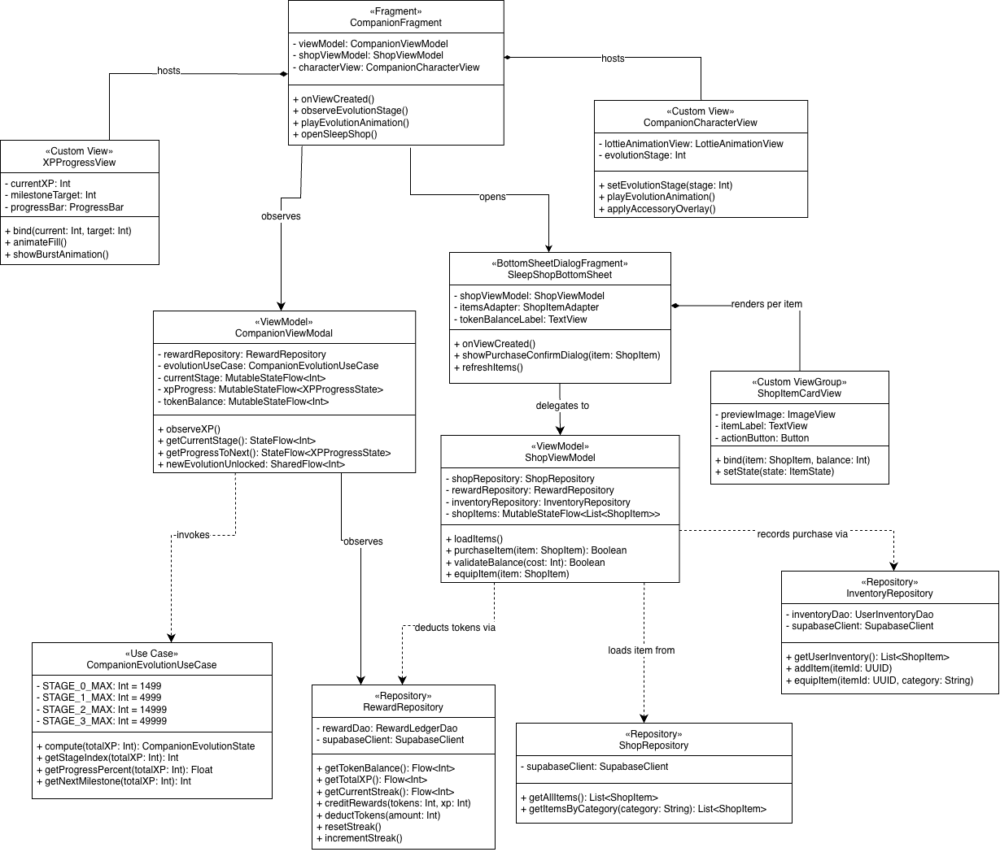 «Fragment»
CompanionFragment
- viewModel: CompanionViewModel
- shopViewModel: ShopViewModel
- characterView: CompanionCharacterView
+ onViewCreated()
+ observeEvolutionStage()
+ playEvolutionAnimation()
+ openSleepShop()
hosts
hosts
«Custom View»
XPProgressView
- currentXP: Int
- milestoneTarget: Int
- progressBar: ProgressBar
+ bind(current: Int, target: Int)
+ animateFill()
+ showBurstAnimation()
«Custom View»
CompanionCharacterView
- lottieAnimationView: LottieAnimationView
- evolutionStage: Int
+ setEvolutionStage(stage: Int)
+ playEvolutionAnimation()
+ applyAccessoryOverlay()
observes
opens
«BottomSheetDialogFragment»
SleepShopBottomSheet
- shopViewModel: ShopViewModel
- itemsAdapter: ShopItemAdapter
- tokenBalanceLabel: TextView
+ onViewCreated()
+ showPurchaseConfirmDialog(item: ShopItem)
+ refreshItems()
renders per item
«ViewModel»
CompanionViewModal
- rewardRepository: RewardRepository
- evolutionUseCase: CompanionEvolutionUseCase
- currentStage: MutableStateFlow<Int>
- xpProgress: MutableStateFlow<XPProgressState>
- tokenBalance: MutableStateFlow<Int>
+ observeXP()
+ getCurrentStage(): StateFlow<Int>
+ getProgressToNext(): StateFlow<XPProgressState>
+ newEvolutionUnlocked: SharedFlow<Int>
«Custom ViewGroup»
ShopItemCardView
- previewImage: ImageView
- itemLabel: TextView
- actionButton: Button
+ bind(item: ShopItem, balance: Int)
+ setState(state: ItemState)
delegates to
«ViewModel»
ShopViewModel
- shopRepository: ShopRepository
- rewardRepository: RewardRepository
- inventoryRepository: InventoryRepository
- shopItems: MutableStateFlow<List<ShopItem>>
+ loadItems()
+ purchaseItem(item: ShopItem): Boolean
+ validateBalance(cost: Int): Boolean
+ equipItem(item: ShopItem)
invokes
observes
records purchase via
deducts tokens via
loads item from
«Repository»
InventoryRepository
- inventoryDao: UserInventoryDao
- supabaseClient: SupabaseClient
+ getUserInventory(): List<ShopItem>
+ addItem(itemId: UUID)
+ equipItem(itemId: UUID, category: String)
«Use Case»
CompanionEvolutionUseCase
- STAGE_0_MAX: Int = 1499
- STAGE_1_MAX: Int = 4999
- STAGE_2_MAX: Int = 14999
- STAGE_3_MAX: Int = 49999
+ compute(totalXP: Int): CompanionEvolutionState
+ getStageIndex(totalXP: Int): Int
+ getProgressPercent(totalXP: Int): Float
+ getNextMilestone(totalXP: Int): Int
«Repository»
RewardRepository
- rewardDao: RewardLedgerDao
- supabaseClient: SupabaseClient
+ getTokenBalance(): Flow<Int>
+ getTotalXP(): Flow<Int>
+ getCurrentStreak(): Flow<Int>
+ creditRewards(tokens: Int, xp: Int)
+ deductTokens(amount: Int)
+ resetStreak()
+ incrementStreak()
«Repository»
ShopRepository
- supabaseClient: SupabaseClient
+ getAllItems(): List<ShopItem>
+ getItemsByCategory(category: String): List<ShopItem>